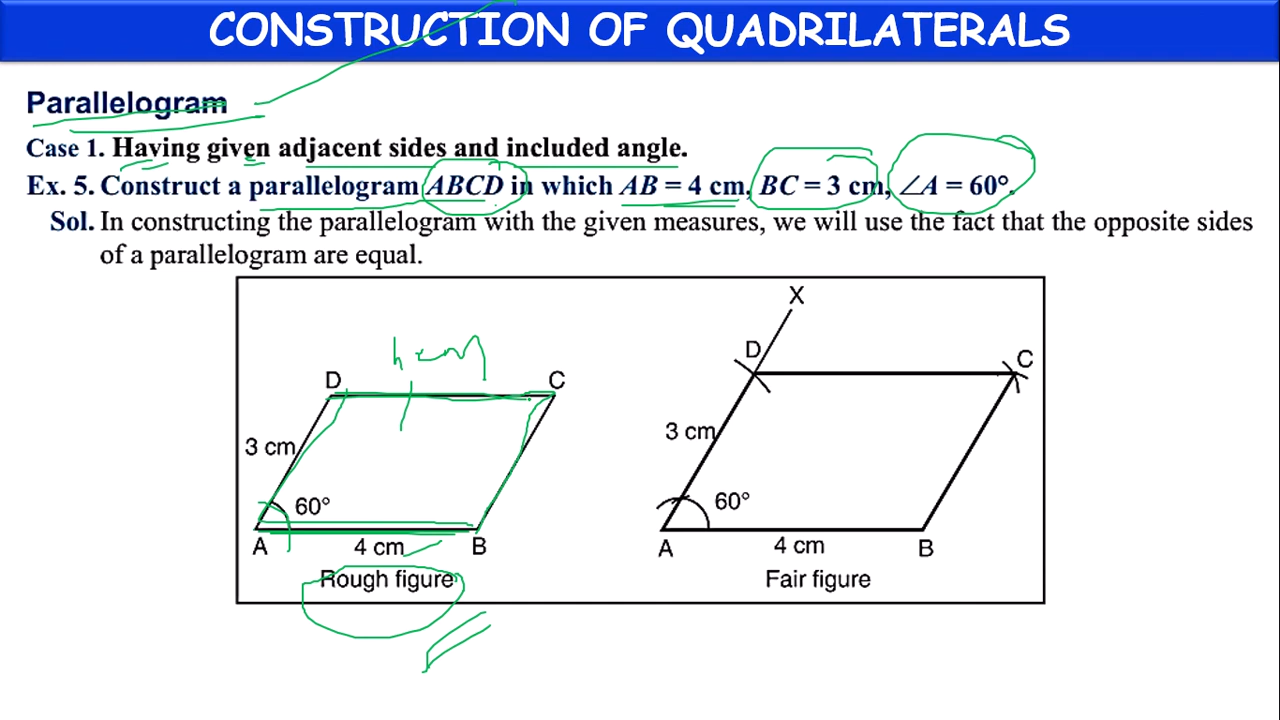 CONSTRUCTION OF QUADRILATERALS
Parallelogram
Case 1. Having given adjacent sides and included angle.
Ex. 5. Construct a parallelogram ABCD in which AB = 4 cm, BC = 3 cm, ∠A = 60°.
Sol. In constructing the parallelogram with the given measures, we will use the fact that the opposite sides
of a parallelogram are equal.
D
C
3 cm
60°
A
4 cm
B
Rough figure
X
D
C
3 cm
60°
A
4 cm
B
Fair figure